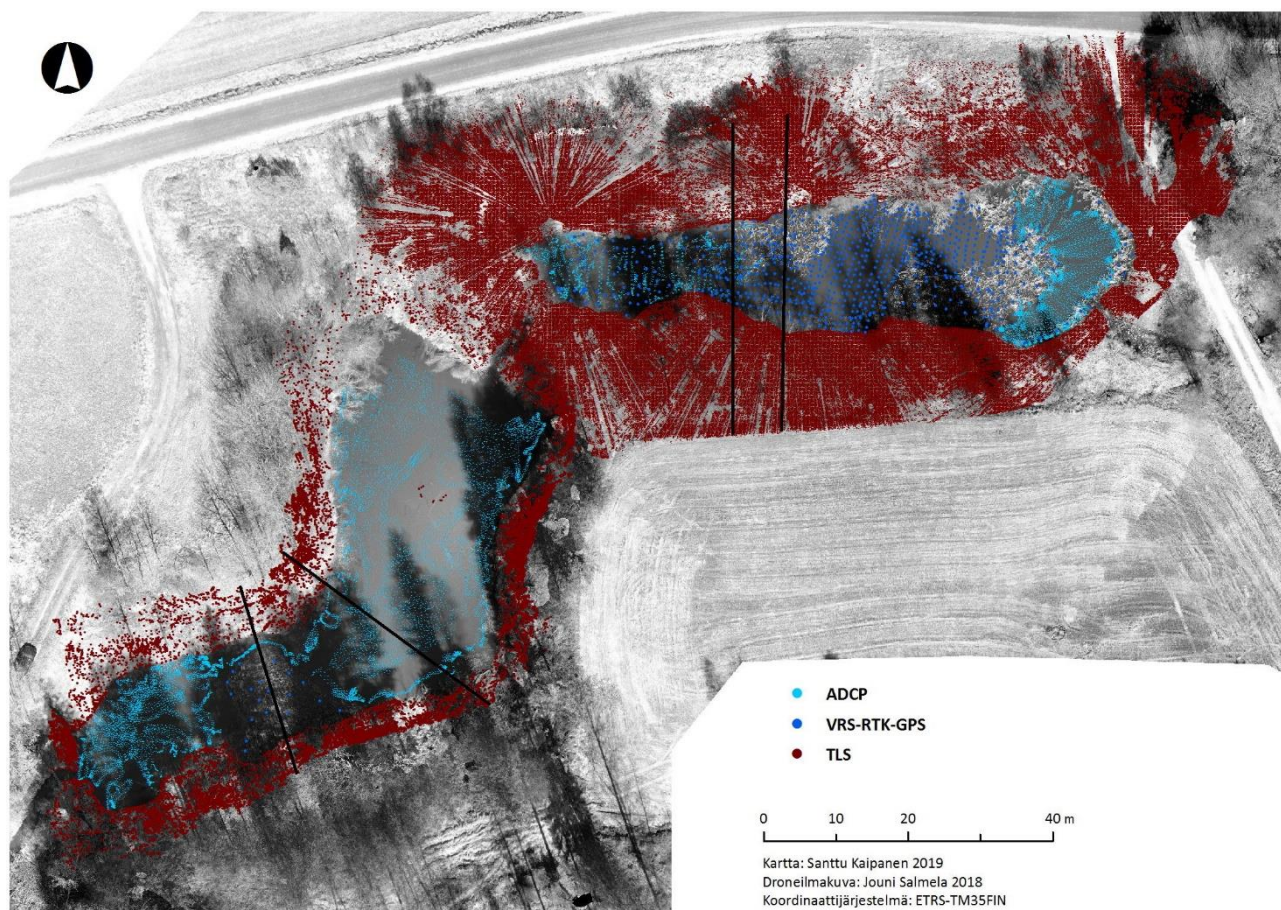 ADCP
VRS-RTK-GPS
TLS
0 10 20 40 m
Kartta: Santtu Kaipanen 2019
Droneilmakuva: Jouni Salmela 2018
Koordinaattijärjestelmä: ETRS-TM35FIN